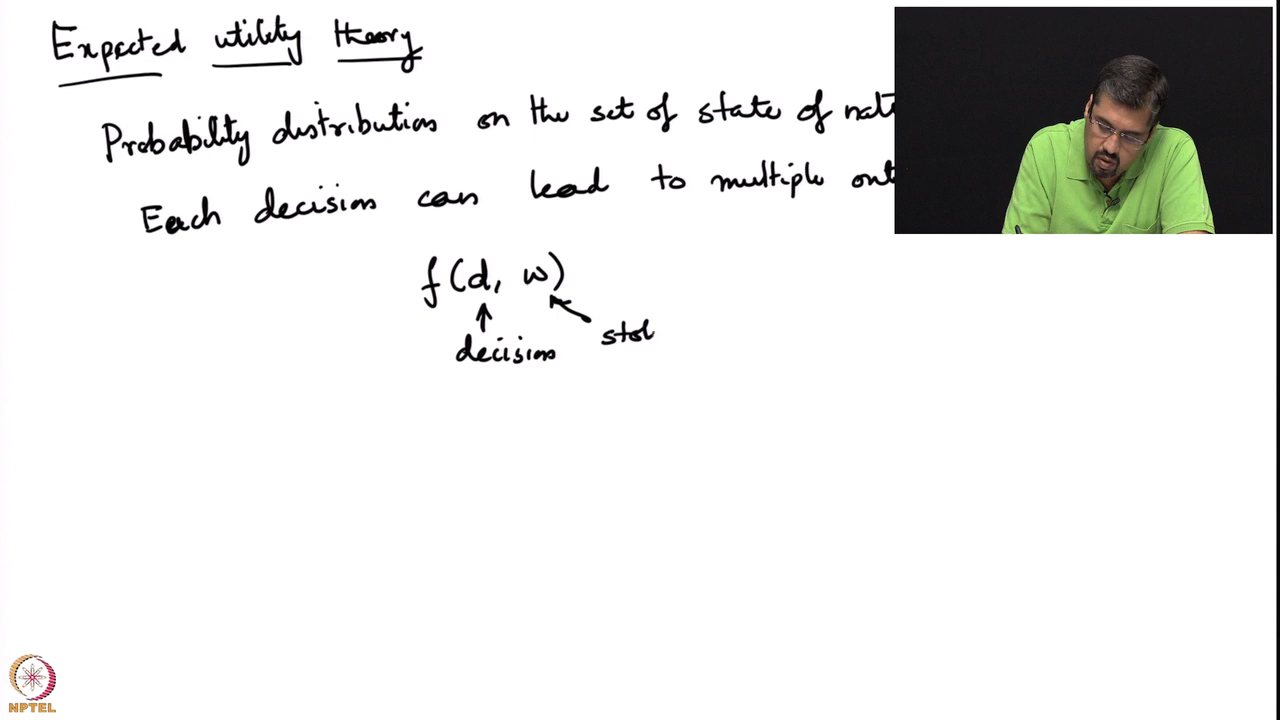 Expected utility theory
Probability distribution on the set of state of nat
Each decision can lead to multiple out
f(d, w)
decision
stat
NPTEL